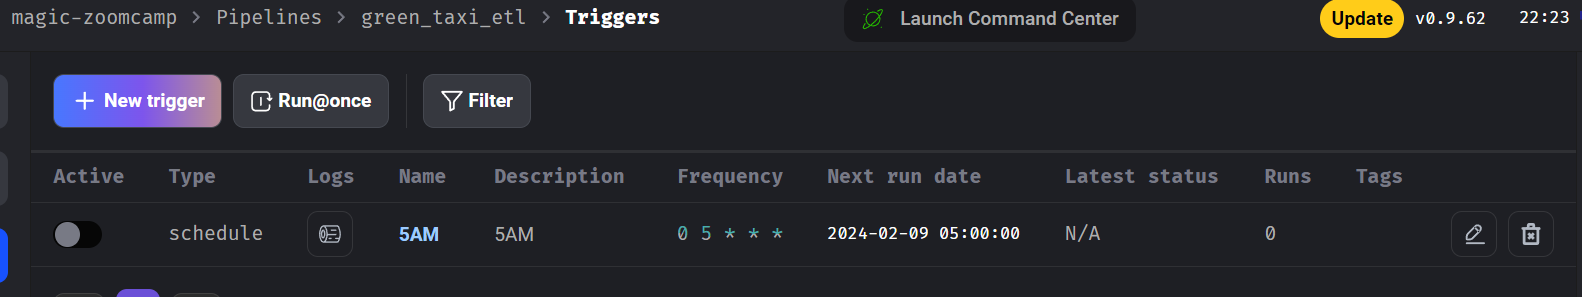 magic-zoomcamp > Pipelines > green_taxi_etl > Triggers
Launch Command Center
Update v0.9.62 22:23
+ New trigger Run@once Filter
Active Type Logs Name Description Frequency Next run date Latest status Runs Tags
schedule 5AM 5AM 0 5 * * * 2024-02-09 05:00:00 N/A 0